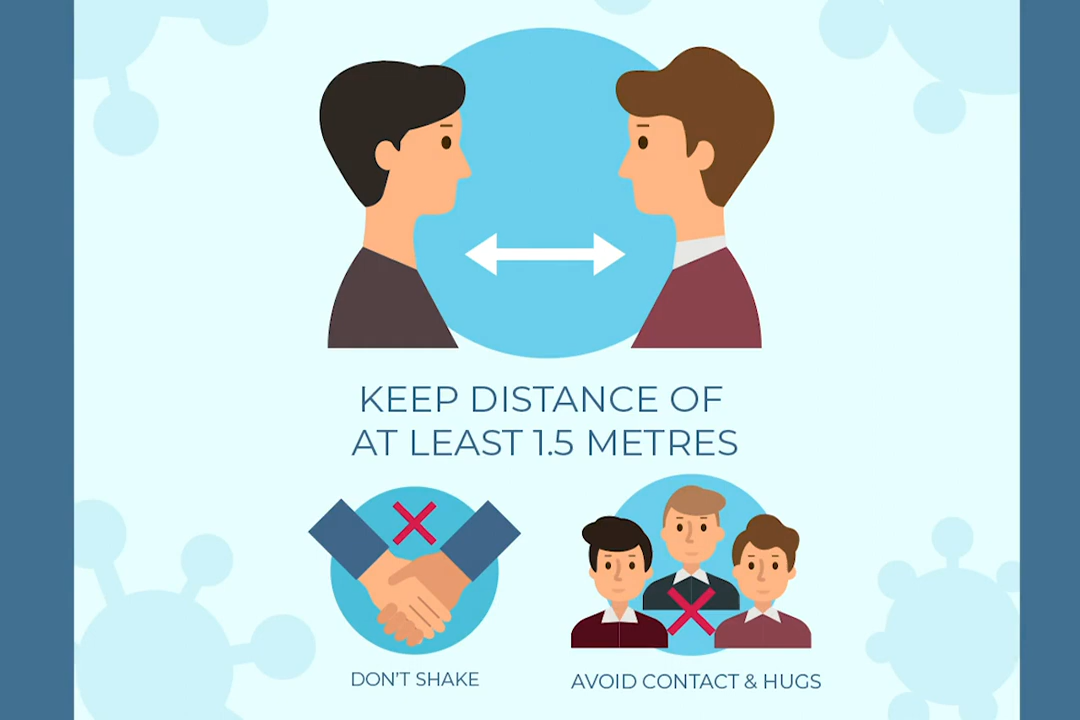 KEEP DISTANCE OF
AT LEAST 1.5 METRES
DON'T SHAKE
AVOID CONTACT & HUGS